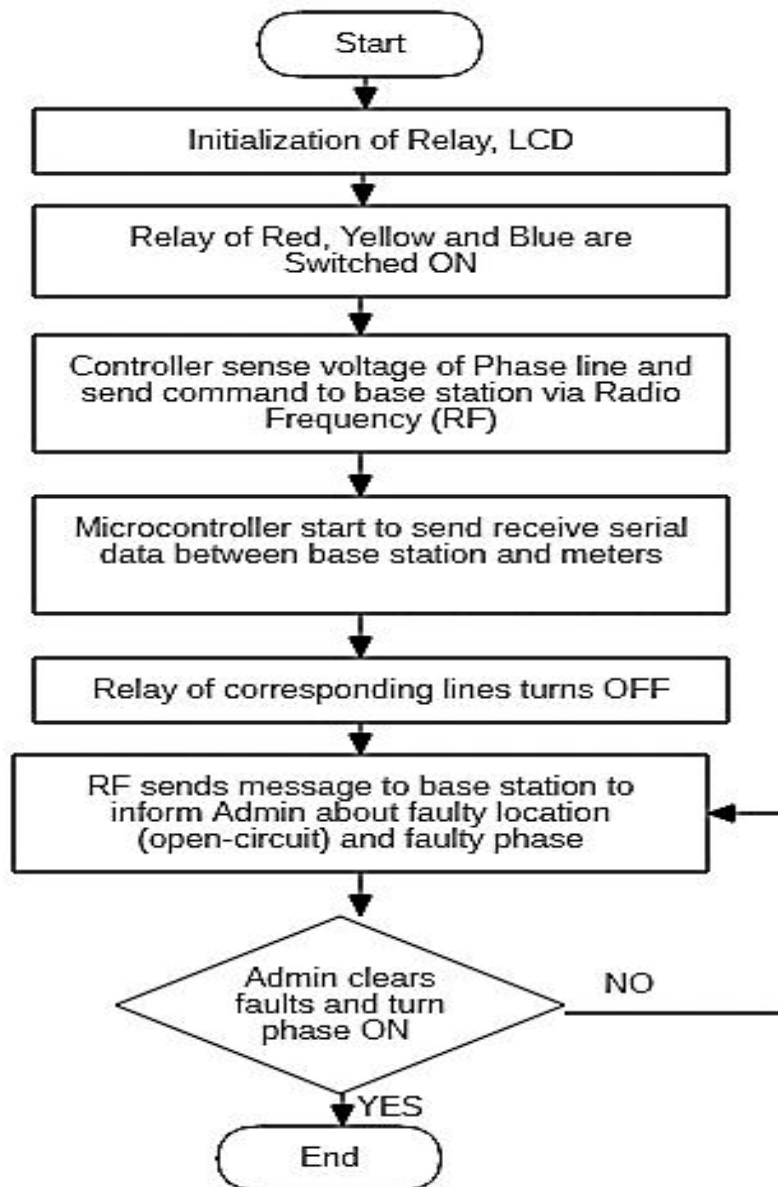 Start
Initialization of Relay, LCD
Relay of Red, Yellow and Blue are
Switched ON
Controller sense voltage of Phase line and
send command to base station via Radio
Frequency (RF)
Microcontroller start to send receive serial
data between base station and meters
Relay of corresponding lines turns OFF
RF sends message to base station to
inform Admin about faulty location
(open-circuit) and faulty phase
Admin clears
faults and turn
phase ON
NO
YES
End